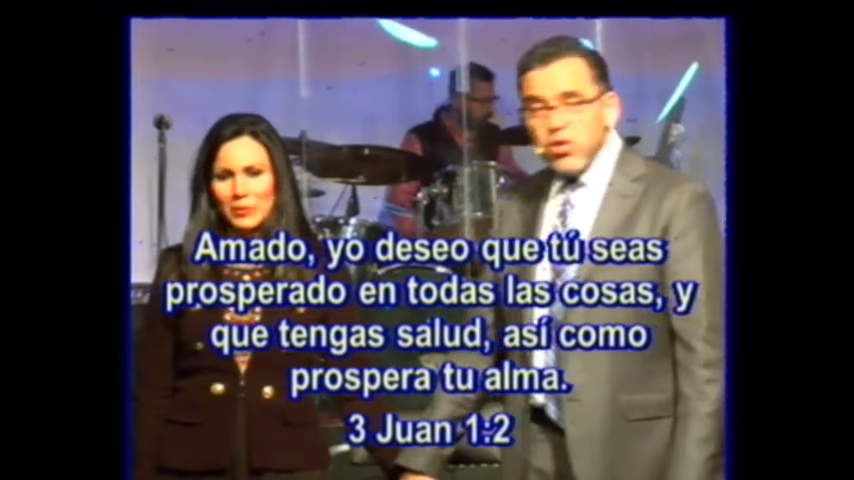 Amado, yo deseo que tú seas
prosperado en todas las cosas, y
que tengas salud, así como
prospera tu alma.
3 Juan 1:2